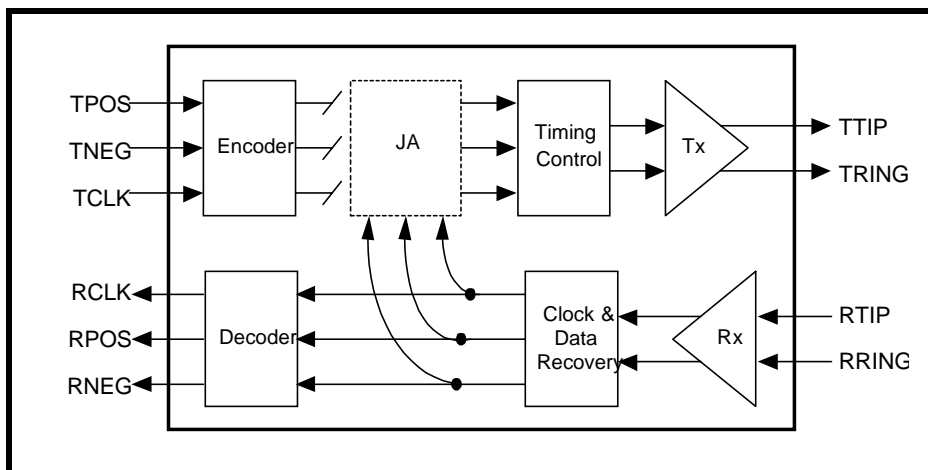 TPOS
TNEG
TCLK
Encoder
JA
Timing
Control
Tx
TTIP
TRING
RCLK
RPOS
RNEG
Decoder
Clock &
Data
Recovery
Rx
RTIP
RRING